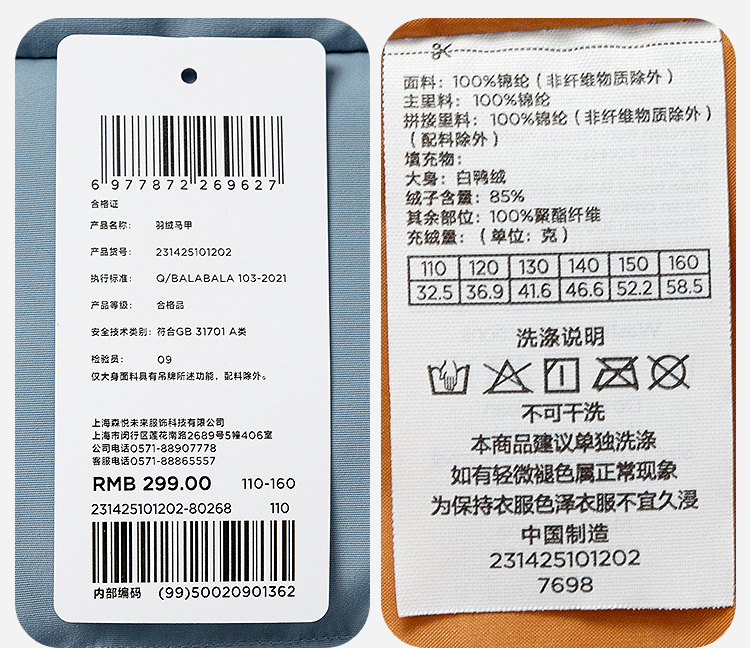 6 977872 269627
合格证
产品名称: 羽绒马甲
产品货号: 231425101202
执行标准: Q/BALABALA 103-2021
产品等级: 合格品
安全技术类别: 符合GB 31701 A类
检验员: 09
仅大身面料具有吊牌所述功能，配料除外。
上海森悦未来服饰科技有限公司
上海市闵行区莲花南路2689号5幢406室
公司电话0571-88907778
客服电话0571-88865557
RMB 299.00 110-160
231425101202-80268 110
内部编码 (99)50020901362
面料：100%锦纶（非纤维物质除外）
主里料：100%锦纶
拼接里料：100%锦纶（非纤维物质除外）
（配料除外）
填充物：
大身：白鸭绒
绒子含量：85%
其余部位：100%聚酯纤维
充绒量：（单位：克）
110 120 130 140 150 160
32.5 36.9 41.6 46.6 52.2 58.5
洗涤说明
不可干洗
本商品建议单独洗涤
如有轻微褪色属正常现象
为保持衣服色泽衣服不宜久浸
中国制造
231425101202
7698